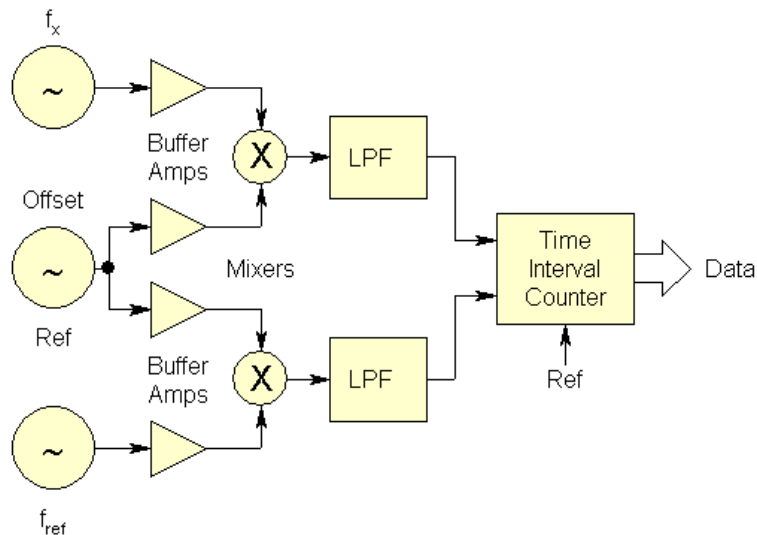 fx
~
Buffer
Amps
X
LPF
Offset
~
Ref
Mixers
Time
Interval
Counter
Data
Ref
Buffer
Amps
X
LPF
~
fref